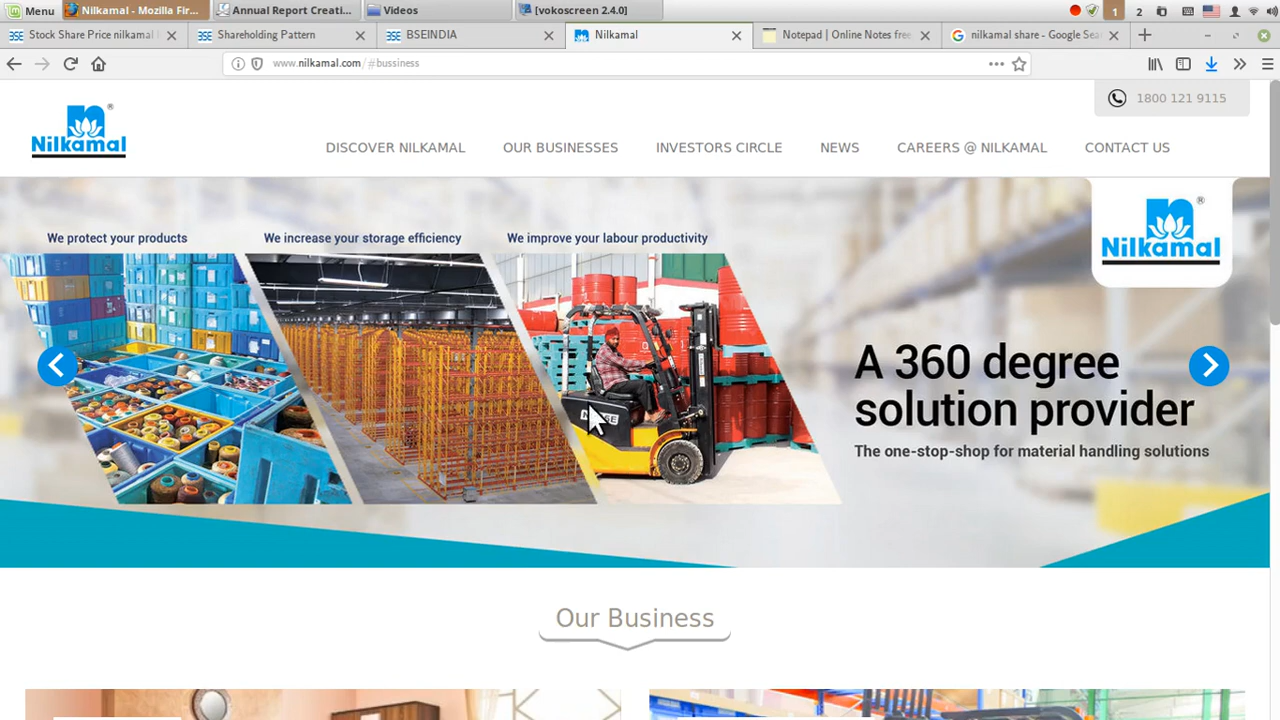 Menu
Nilkamal - Mozilla Fir...
Annual Report Creati...
Videos
[vokoscreen 2.4.0]
1
2
Stock Share Price nilkamal
Shareholding Pattern
BSEINDIA
Nilkamal
Notepad | Online Notes free
nilkamal share - Google Sea
www.nilkamal.com/#bussiness
1800 121 9115
Nilkamal
DISCOVER NILKAMAL
OUR BUSINESSES
INVESTORS CIRCLE
NEWS
CAREERS @ NILKAMAL
CONTACT US
Nilkamal
We protect your products
We increase your storage efficiency
We improve your labour productivity
A 360 degree
solution provider
The one-stop-shop for material handling solutions
Our Business